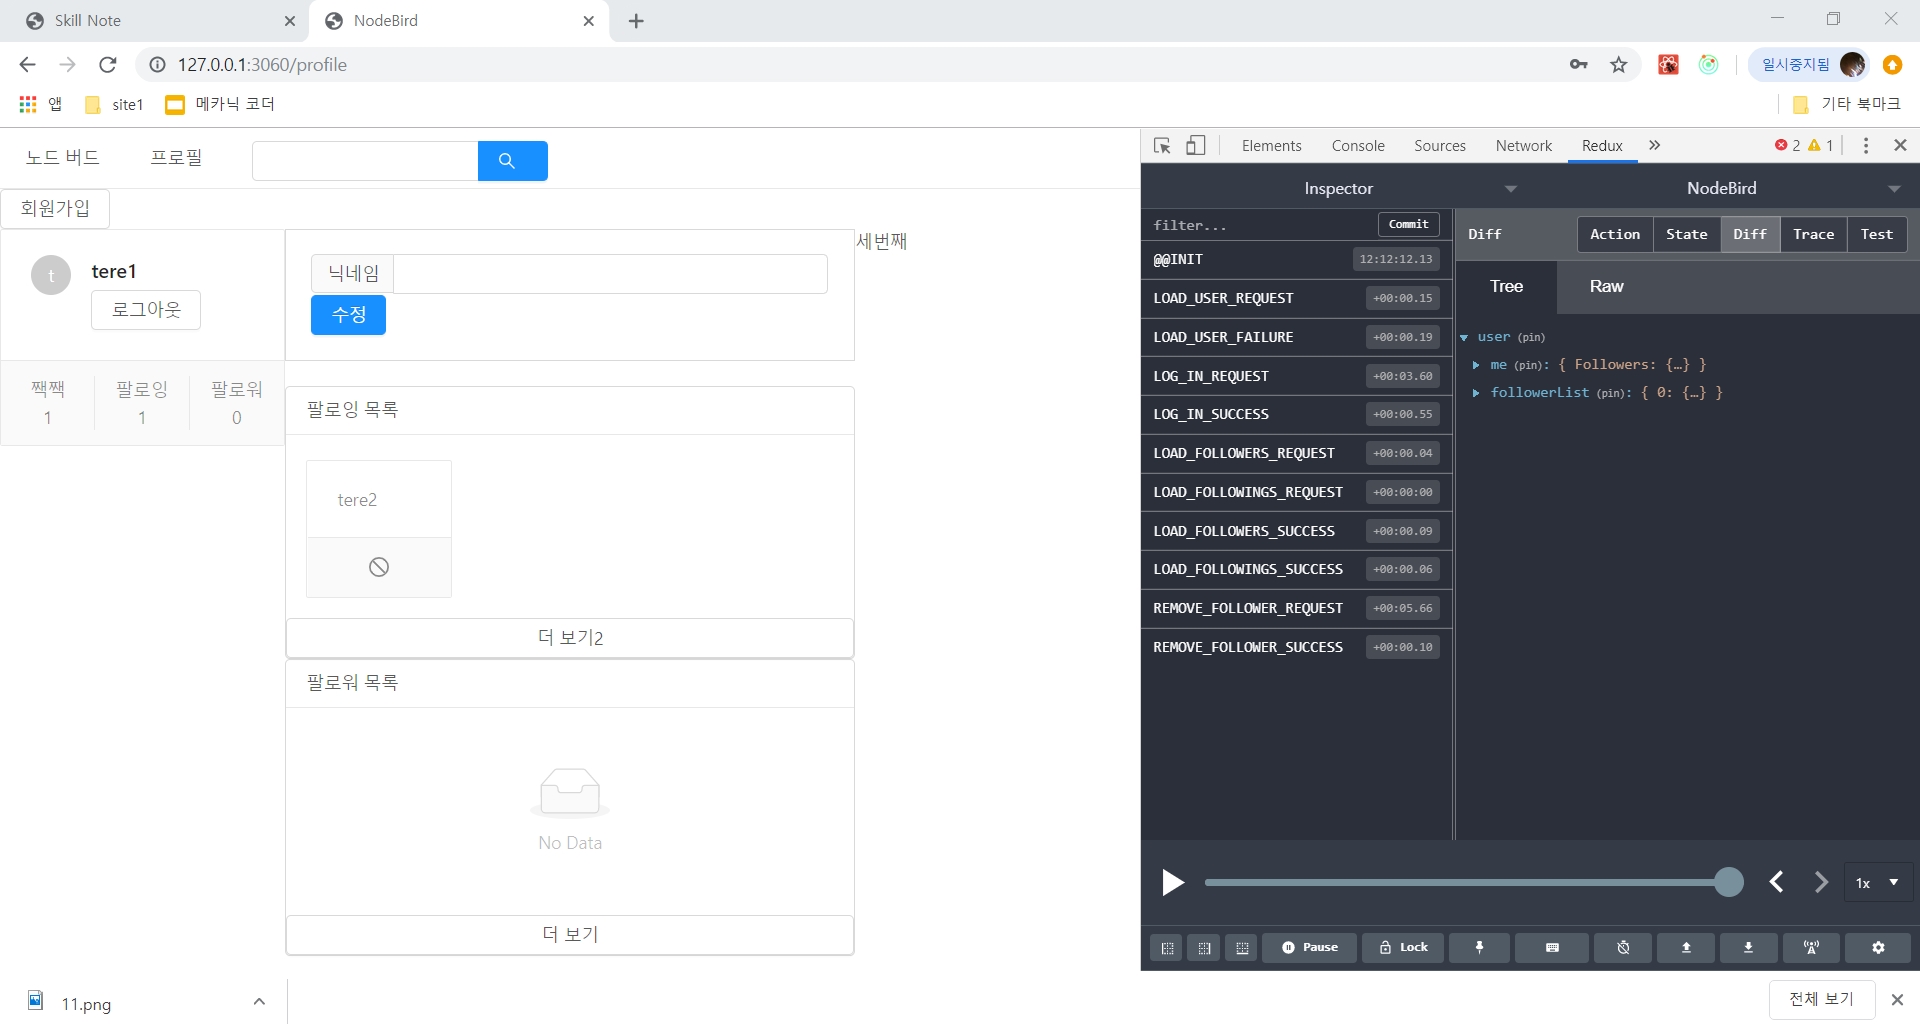 Skill Note
NodeBird
127.0.0.1:3060/profile
일시중지됨
앱
site1
메카닉 코더
기타 북마크
노드 버드
프로필
회원가입
t
tere1
로그아웃
짹짹
1
팔로잉
1
팔로워
0
닉네임
수정
세번째
팔로잉 목록
tere2
더 보기2
팔로워 목록
No Data
더 보기
Elements
Console
Sources
Network
Redux
2
1
Inspector
NodeBird
filter...
Commit
@@INIT 12:12:12.13
LOAD_USER_REQUEST +00:00.15
LOAD_USER_FAILURE +00:00.19
LOG_IN_REQUEST +00:03.60
LOG_IN_SUCCESS +00:00.55
LOAD_FOLLOWERS_REQUEST +00:00.04
LOAD_FOLLOWINGS_REQUEST +00:00:00
LOAD_FOLLOWERS_SUCCESS +00:00.09
LOAD_FOLLOWINGS_SUCCESS +00:00.06
REMOVE_FOLLOWER_REQUEST +00:05.66
REMOVE_FOLLOWER_SUCCESS +00:00.10
Diff
Action
State
Diff
Trace
Test
Tree
Raw
user (pin)
me (pin): { Followers: {…} }
followerList (pin): { 0: {…} }
1x
Pause
Lock
11.png
전체 보기